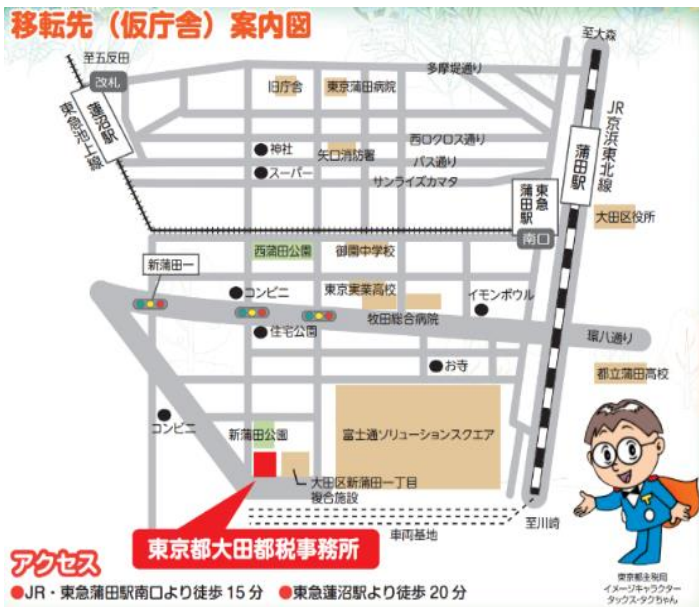 移転先（仮庁舎）案内図
至五反田
改札
蓮沼駅
東急池上線
旧庁舎
東京蒲田病院
多摩堤通り
至大森
JR京浜東北線
蒲田駅
神社
矢口消防署
西口クロス通り
バス通り
スーパー
サンライズカマタ
東急
蒲田駅
南口
大田区役所
西蒲田公園
御園中学校
新蒲田一
コンビニ
東京実業高校
イモンボウル
牧田総合病院
住宅公園
環八通り
お寺
都立蒲田高校
コンビニ
新蒲田公園
富士通ソリューションスクエア
大田区新蒲田一丁目
複合施設
東京都大田都税事務所
車両基地
至川崎
アクセス
●JR・東急蒲田駅南口より徒歩15分 ●東急蓮沼駅より徒歩20分
東京都主税局
イメージキャラクター
タックス・タクちゃん